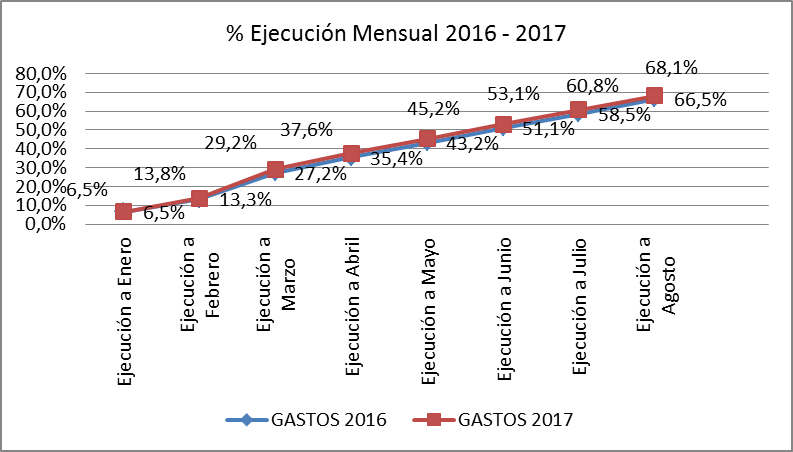 % Ejecución Mensual 2016 - 2017
80,0%
70,0%
60,0%
50,0%
40,0%
30,0%
20,0%
10,0%
0,0%
6,5%
13,8%
29,2%
37,6%
45,2%
53,1%
60,8%
68,1%
6,5%
13,3%
27,2%
35,4%
43,2%
51,1%
58,5%
66,5%
Ejecución a Enero
Ejecución a
Febrero
Ejecución a
Marzo
Ejecución a Abril
Ejecución a Mayo
Ejecución a Junio
Ejecución a Julio
Ejecución a
Agosto
GASTOS 2016
GASTOS 2017